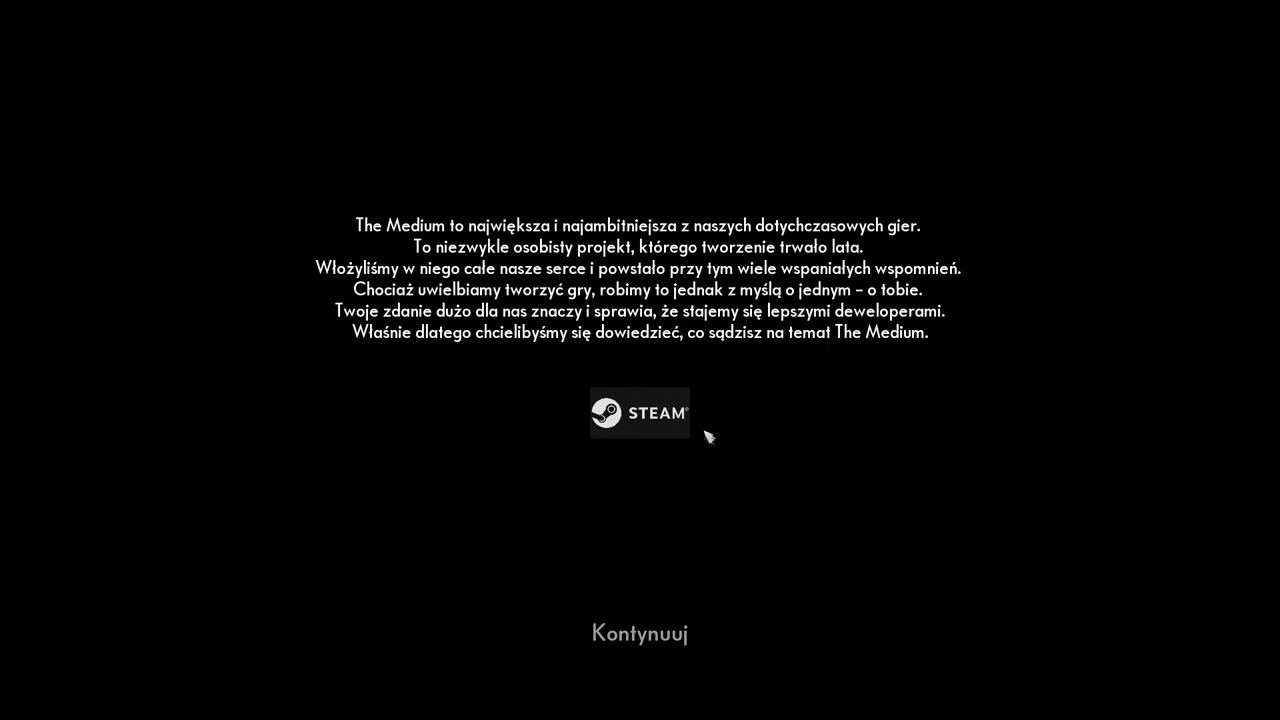 The Medium to największa i najambitniejsza z naszych dotychczasowych gier.
To niezwykle osobisty projekt, którego tworzenie trwało lata.
Włożyliśmy w niego całe nasze serce i powstało przy tym wiele wspaniałych wspomnień.
Chociaż uwielbiamy tworzyć gry, robimy to jednak z myślą o jednym – o tobie.
Twoje zdanie dużo dla nas znaczy i sprawia, że stajemy się lepszymi deweloperami.
Właśnie dlatego chcielibyśmy się dowiedzieć, co sądzisz na temat The Medium.
STEAM®
Kontynuuj